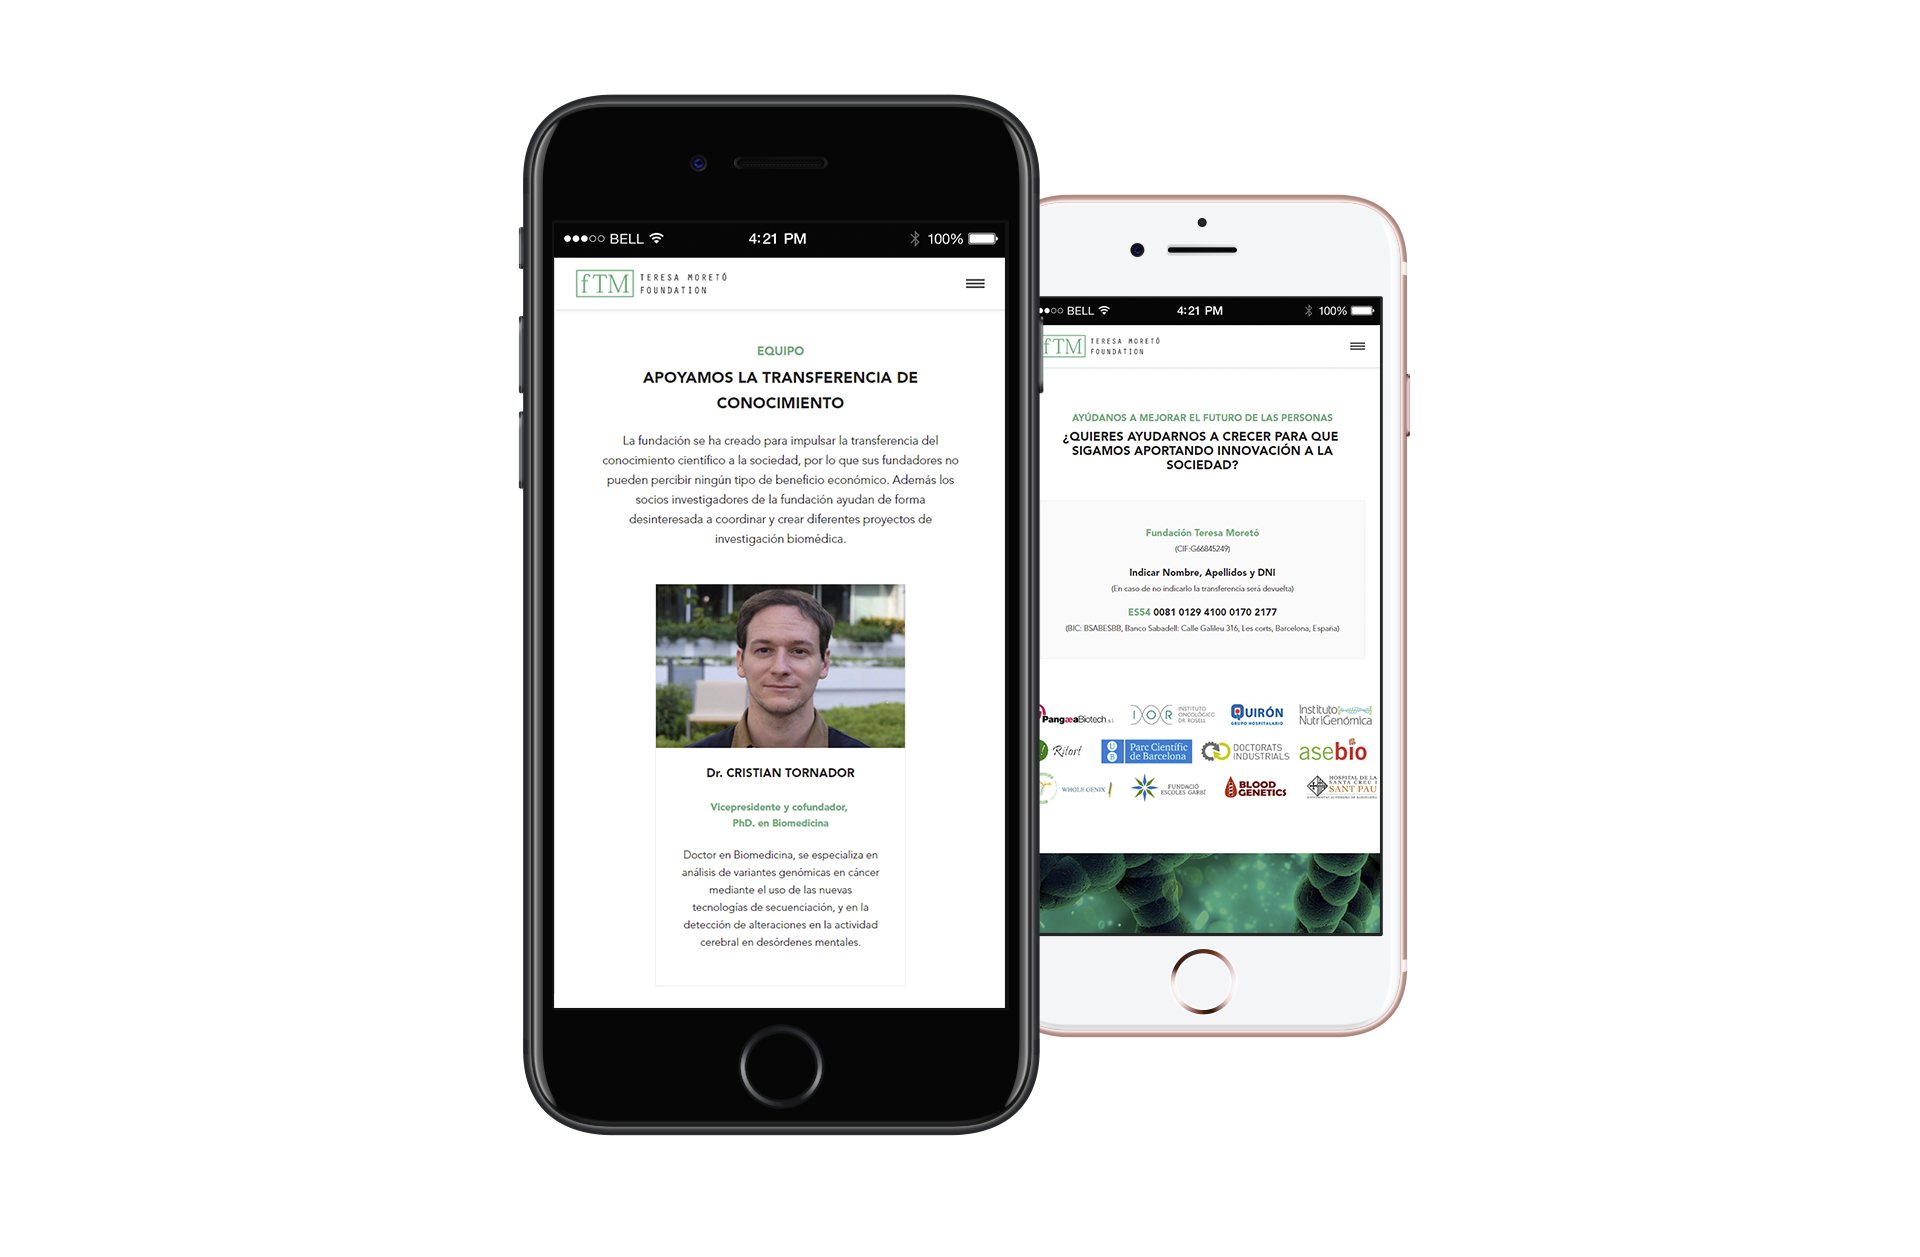 BELL
4:21 PM
100%
fTM
TERESA MORETÓ
FOUNDATION
EQUIPO
APOYAMOS LA TRANSFERENCIA DE
CONOCIMIENTO
La fundación se ha creado para impulsar la transferencia del
conocimiento científico a la sociedad, por lo que sus fundadores no
pueden percibir ningún tipo de beneficio económico. Además los
socios investigadores de la fundación ayudan de forma
desinteresada a coordinar y crear diferentes proyectos de
investigación biomédica.
Dr. CRISTIAN TORNADOR
Vicepresidente y cofundador,
PhD. en Biomedicina
Doctor en Biomedicina, se especializa en
análisis de variantes genómicas en cáncer
mediante el uso de las nuevas
tecnologías de secuenciación, y en la
detección de alteraciones en la actividad
cerebral en desórdenes mentales.
BELL
4:21 PM
100%
fTM
TERESA MORETÓ
FOUNDATION
AYÚDANOS A MEJORAR EL FUTURO DE LAS PERSONAS
¿QUIERES AYUDARNOS A CRECER PARA QUE
SIGAMOS APORTANDO INNOVACIÓN A LA
SOCIEDAD?
Fundación Teresa Moretó
(CIF:G66845249)
Indicar Nombre, Apellidos y DNI
(En caso de no indicarlo la transferencia será devuelta)
ES54 0081 0129 4100 0170 2177
(BIC: BSABESBB, Banco Sabadell: Calle Galileu 316, Les corts, Barcelona, España)
PangæaBiotech S.L.
IOR
INSTITUTO
ONCOLÓGICO
DR ROSELL
QUIRÓN
GRUPO HOSPITALARIO
Instituto
NutriGenómica
Ritort
UB
Parc Científic
de Barcelona
DOCTORATS
INDUSTRIALS
asebio
WHOLE GENIX
FUNDACIÓ
ESCOLES GARBÍ
BLOOD
GENETICS
HOSPITAL DE LA
SANTA CREU I
SANT PAU